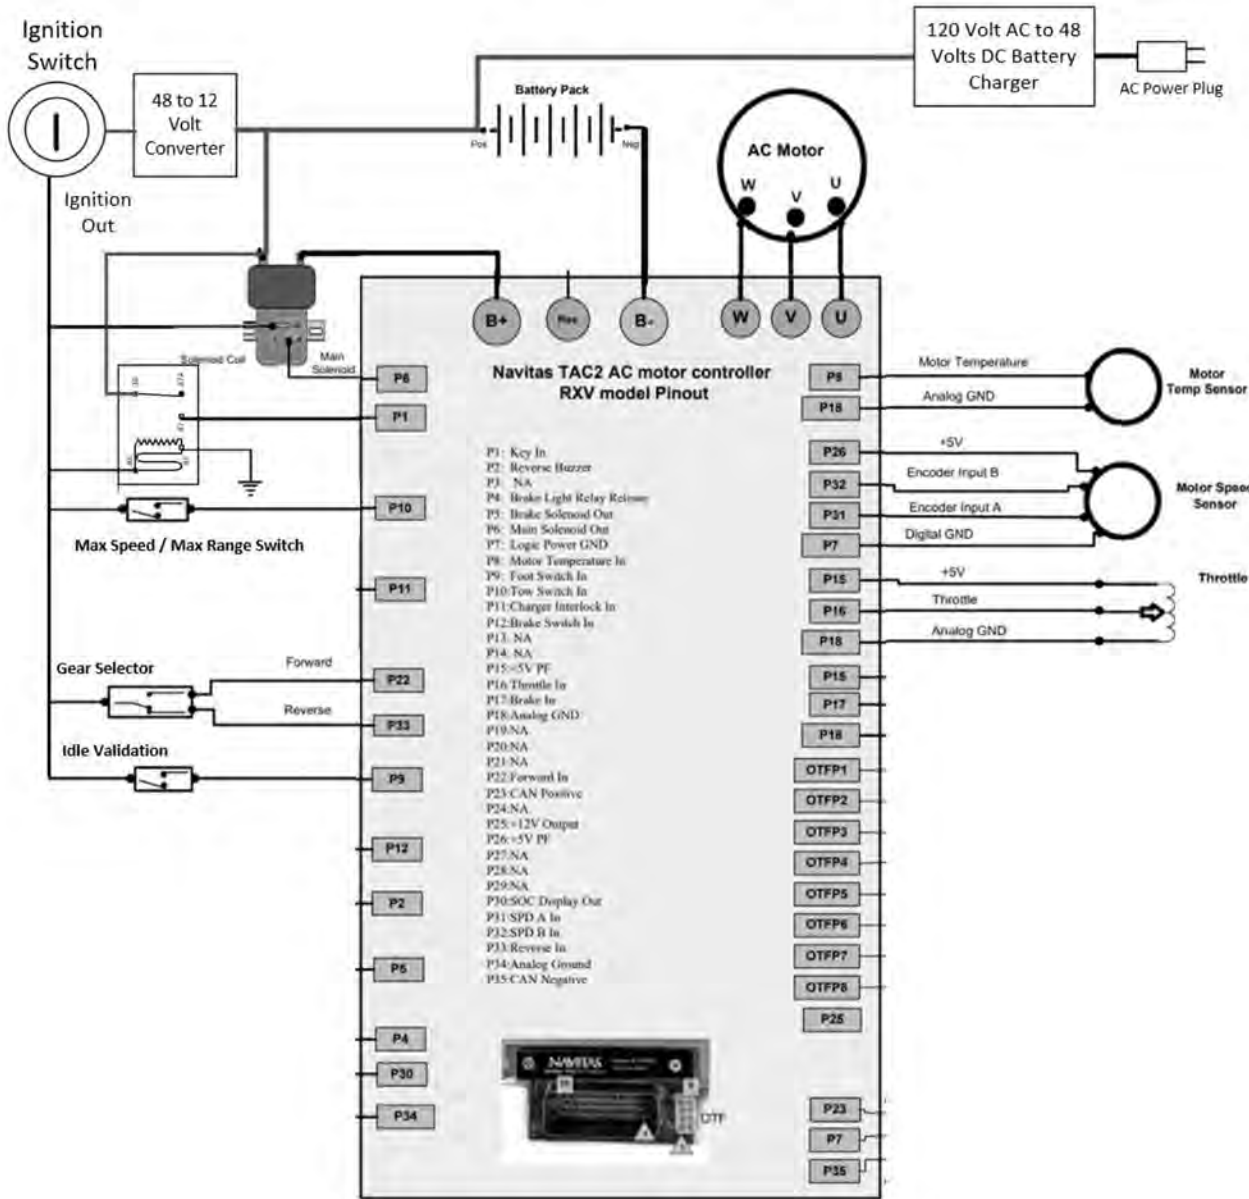 Ignition
Switch
48 to 12
Volt
Converter
Ignition
Out
Battery Pack
Pos
Neg
120 Volt AC to 48
Volts DC Battery
Charger
AC Power Plug
AC Motor
W
V
U
B+
Res
B-
W
V
U
Solenoid Coil
Main
Solenoid
Navitas TAC2 AC motor controller
RXV model Pinout
P6
P1
P10
Max Speed / Max Range Switch
P11
Gear Selector
Forward
P22
Reverse
P33
Idle Validation
P9
P12
P2
P5
P4
P30
P34
P1: Key In
P2: Reverse Buzzer
P3: NA
P4: Brake Light Relay Release
P5: Brake Solenoid Out
P6: Main Solenoid Out
P7: Logic Power GND
P8: Motor Temperature In
P9: Foot Switch In
P10:Tow Switch In
P11:Charger Interlock In
P12:Brake Switch In
P13: NA
P14: NA
P15:+5V PF
P16:Throttle In
P17:Brake In
P18:Analog GND
P19:NA
P20:NA
P21:NA
P22:Forward In
P23:CAN Positive
P24:NA
P25:+12V Output
P26:+5V PF
P27:NA
P28:NA
P29:NA
P30:SOC Display Out
P31:SPD A In
P32:SPD B In
P33:Reverse In
P34:Analog Ground
P35:CAN Negative
NAVITAS
OTF
P8
Motor Temperature
P18
Analog GND
Motor
Temp Sensor
P26
+5V
P32
Encoder Input B
P31
Encoder Input A
P7
Digital GND
Motor Speed
Sensor
P15
+5V
P16
Throttle
P18
Analog GND
Throttle
P15
P17
P18
OTFP1
OTFP2
OTFP3
OTFP4
OTFP5
OTFP6
OTFP7
OTFP8
P25
P23
P7
P35